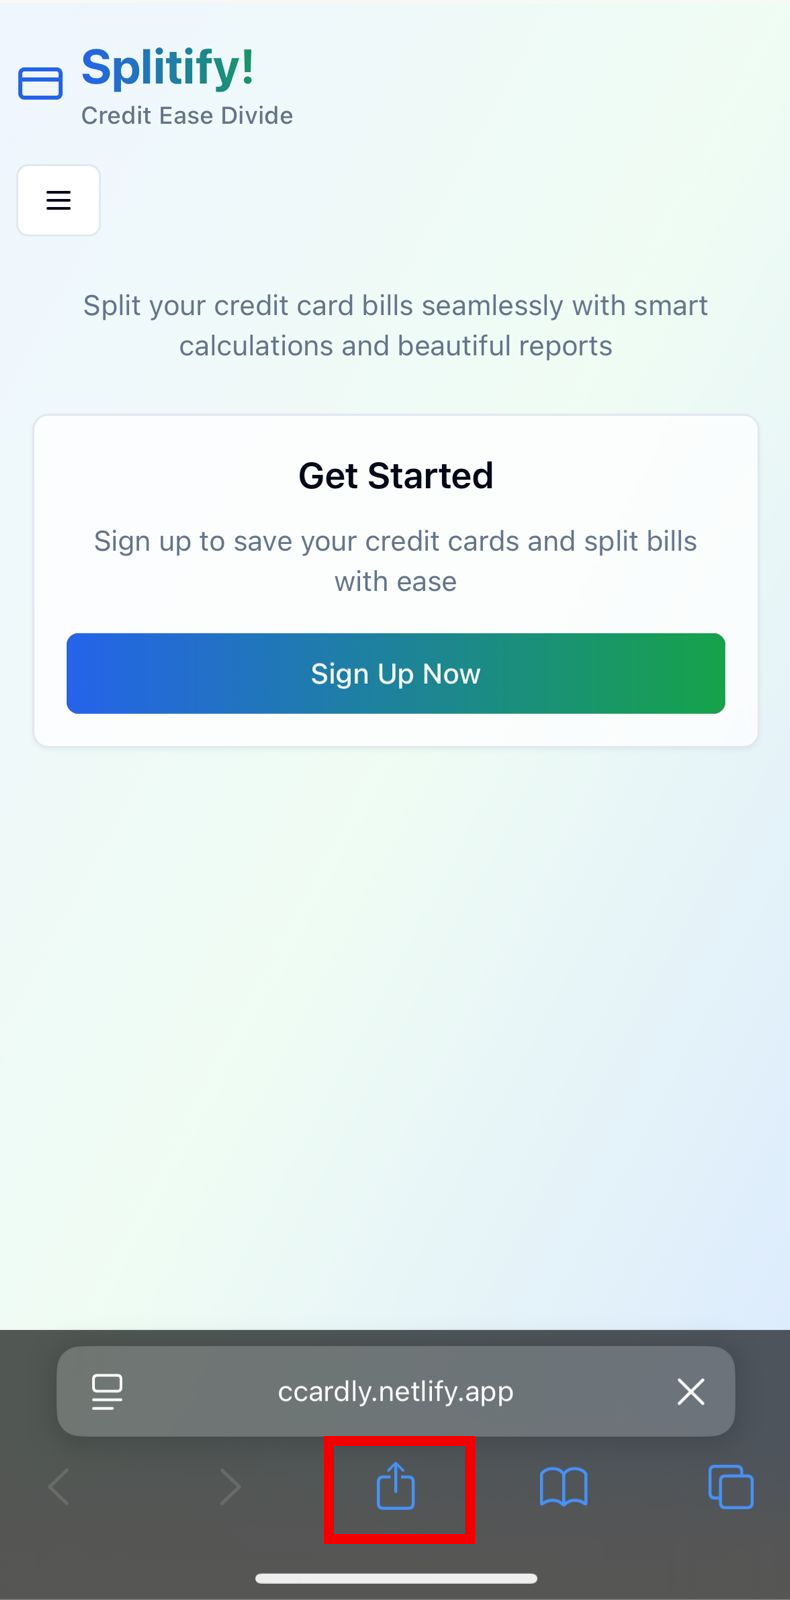 Splitify!
Credit Ease Divide
Split your credit card bills seamlessly with smart
calculations and beautiful reports
Get Started
Sign up to save your credit cards and split bills
with ease
Sign Up Now
ccardly.netlify.app